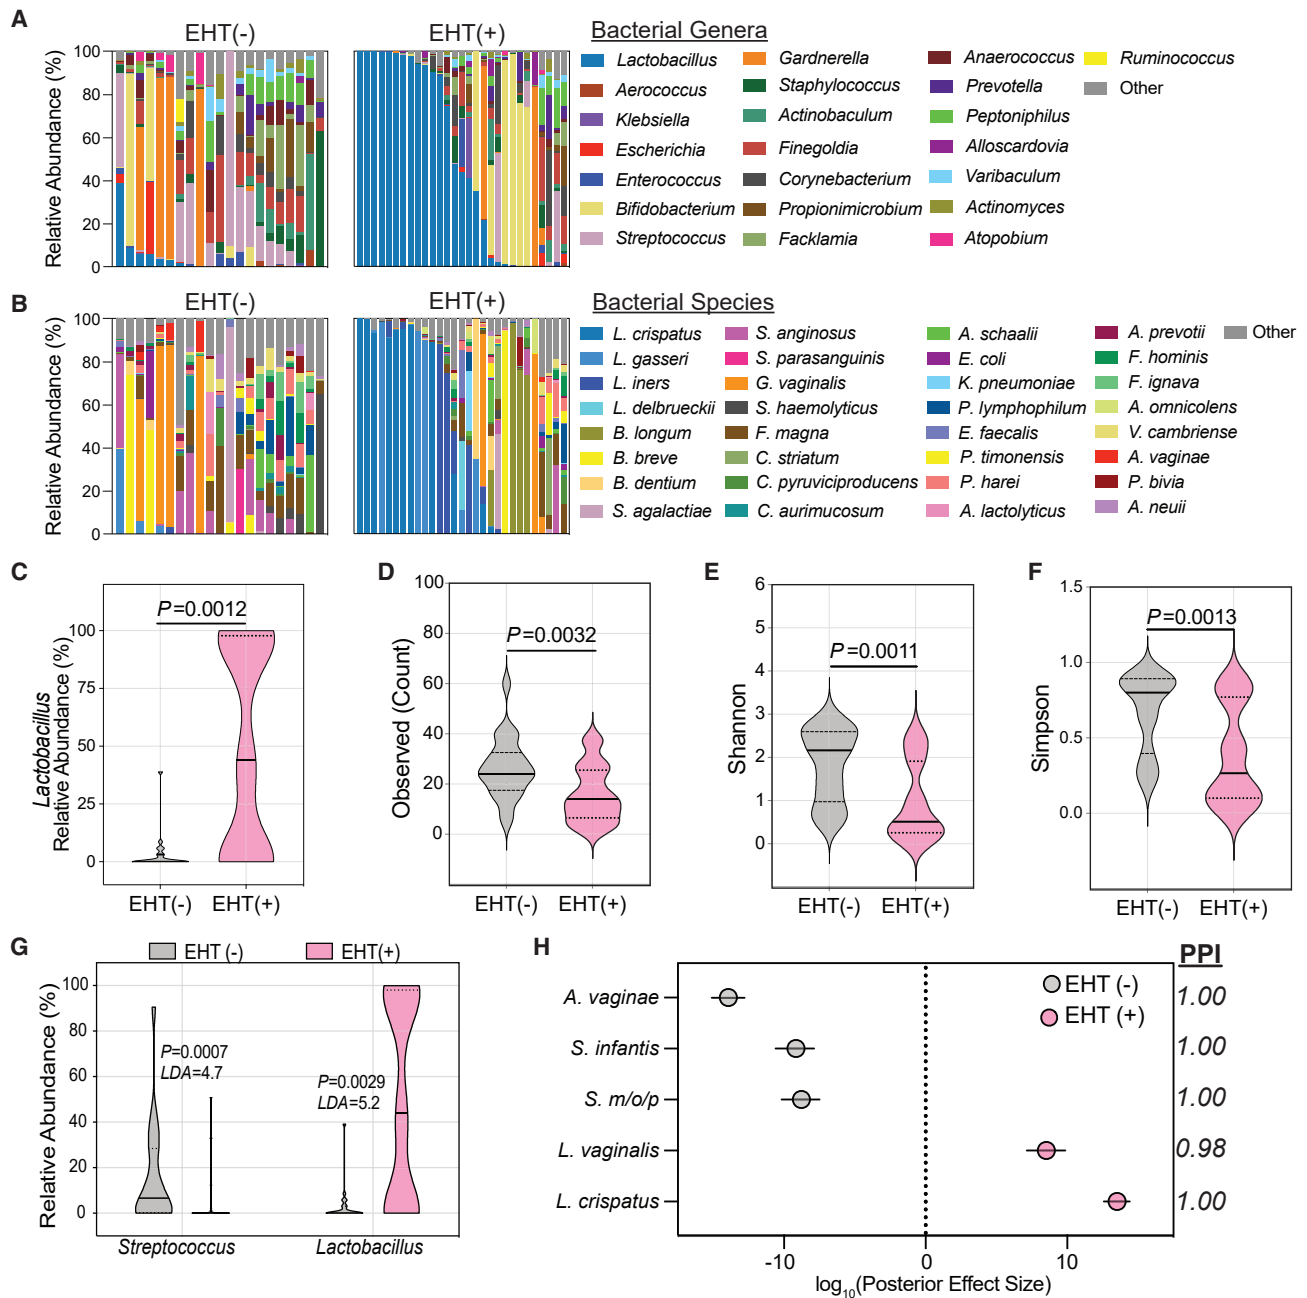 A
EHT(-)
EHT(+)
Bacterial Genera
Relative Abundance (%)
100
80
60
40
20
0
Lactobacillus
Aerococcus
Klebsiella
Escherichia
Enterococcus
Bifidobacterium
Streptococcus
Gardnerella
Staphylococcus
Actinobaculum
Finegoldia
Corynebacterium
Propionimicrobium
Facklamia
Anaerococcus
Prevotella
Peptoniphilus
Alloscardovia
Varibaculum
Actinomyces
Atopobium
Ruminococcus
Other
B
EHT(-)
EHT(+)
Bacterial Species
Relative Abundance (%)
100
80
60
40
20
0
L. crispatus
L. gasseri
L. iners
L. delbrueckii
B. longum
B. breve
B. dentium
S. agalactiae
S. anginosus
S. parasanguinis
G. vaginalis
S. haemolyticus
F. magna
C. striatum
C. pyruviciproducens
C. aurimucosum
A. schaalii
E. coli
K. pneumoniae
P. lymphophilum
E. faecalis
P. timonensis
P. harei
A. lactolyticus
A. prevotii
F. hominis
F. ignava
A. omnicolens
V. cambriense
A. vaginae
P. bivia
A. neuii
Other
C
Lactobacillus
Relative Abundance (%)
100
75
50
25
0
P=0.0012
EHT(-)
EHT(+)
D
Observed (Count)
100
80
60
40
20
0
P=0.0032
EHT(-)
EHT(+)
E
Shannon
6
5
4
3
2
1
0
P=0.0011
EHT(-)
EHT(+)
F
Simpson
1.5
1.0
0.5
0.0
P=0.0013
EHT(-)
EHT(+)
G
EHT (-)
EHT(+)
Relative Abundance (%)
100
80
60
40
20
0
P=0.0007
LDA=4.7
P=0.0029
LDA=5.2
Streptococcus
Lactobacillus
H
PPI
EHT (-)
EHT (+)
A. vaginae
1.00
S. infantis
1.00
S. m/o/p
1.00
L. vaginalis
0.98
L. crispatus
1.00
-10
0
10
log10(Posterior Effect Size)